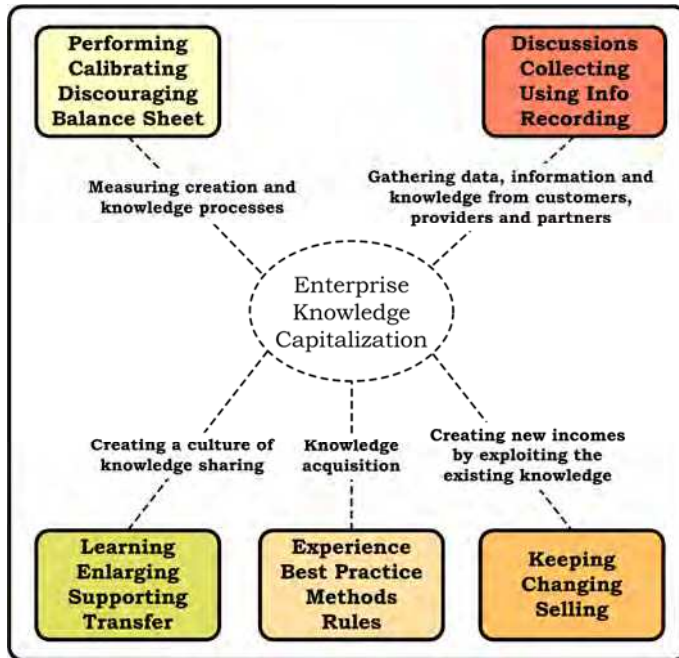 Performing
Calibrating
Discouraging
Balance Sheet
Discussions
Collecting
Using Info
Recording
Measuring creation and
knowledge processes
Gathering data, information and
knowledge from customers,
providers and partners
Enterprise
Knowledge
Capitalization
Creating a culture of
knowledge sharing
Knowledge
acquisition
Creating new incomes
by exploiting the
existing knowledge
Learning
Enlarging
Supporting
Transfer
Experience
Best Practice
Methods
Rules
Keeping
Changing
Selling